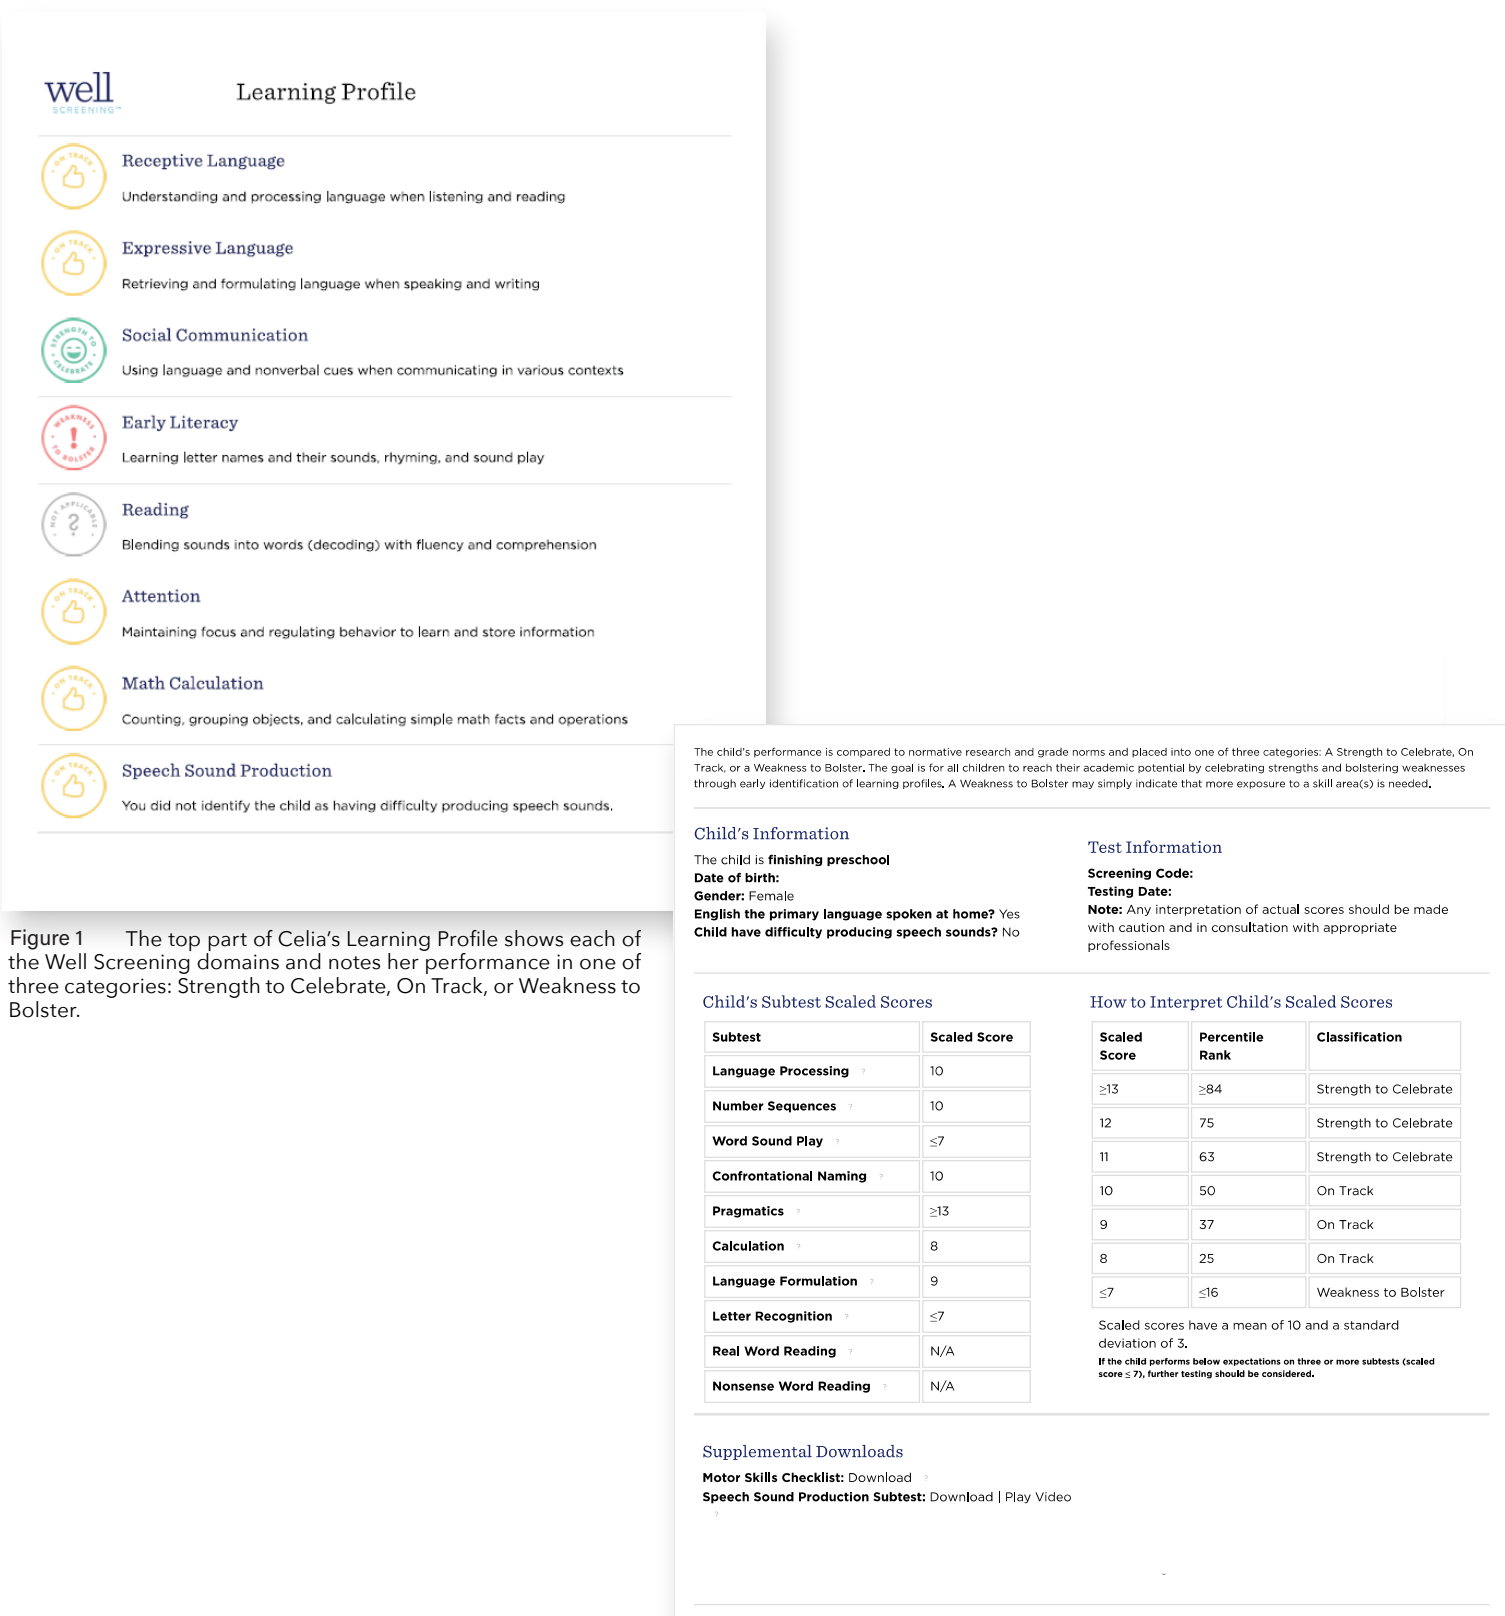 well
SCREENING™
Learning Profile
ON TRACK
Receptive Language
Understanding and processing language when listening and reading
ON TRACK
Expressive Language
Retrieving and formulating language when speaking and writing
STRENGTH TO CELEBRATE
Social Communication
Using language and nonverbal cues when communicating in various contexts
WEAKNESS TO BOLSTER
Early Literacy
Learning letter names and their sounds, rhyming, and sound play
NOT APPLICABLE
Reading
Blending sounds into words (decoding) with fluency and comprehension
ON TRACK
Attention
Maintaining focus and regulating behavior to learn and store information
ON TRACK
Math Calculation
Counting, grouping objects, and calculating simple math facts and operations
ON TRACK
Speech Sound Production
You did not identify the child as having difficulty producing speech sounds.
Figure 1 The top part of Celia's Learning Profile shows each of
the Well Screening domains and notes her performance in one of
three categories: Strength to Celebrate, On Track, or Weakness to
Bolster.
The child's performance is compared to normative research and grade norms and placed into one of three categories: A Strength to Celebrate, On
Track, or a Weakness to Bolster. The goal is for all children to reach their academic potential by celebrating strengths and bolstering weaknesses
through early identification of learning profiles. A Weakness to Bolster may simply indicate that more exposure to a skill area(s) is needed.
Child's Information
The child is finishing preschool
Date of birth:
Gender: Female
English the primary language spoken at home? Yes
Child have difficulty producing speech sounds? No
Test Information
Screening Code:
Testing Date:
Note: Any interpretation of actual scores should be made
with caution and in consultation with appropriate
professionals
Child's Subtest Scaled Scores
Subtest Scaled Score
Language Processing ? 10
Number Sequences ? 10
Word Sound Play ? ≤7
Confrontational Naming ? 10
Pragmatics ? ≥13
Calculation ? 8
Language Formulation ? 9
Letter Recognition ? ≤7
Real Word Reading ? N/A
Nonsense Word Reading ? N/A
How to Interpret Child's Scaled Scores
Scaled Score Percentile Rank Classification
≥13 ≥84 Strength to Celebrate
12 75 Strength to Celebrate
11 63 Strength to Celebrate
10 50 On Track
9 37 On Track
8 25 On Track
≤7 ≤16 Weakness to Bolster
Scaled scores have a mean of 10 and a standard
deviation of 3.
If the child performs below expectations on three or more subtests (scaled
score ≤ 7), further testing should be considered.
Supplemental Downloads
Motor Skills Checklist: Download ?
Speech Sound Production Subtest: Download | Play Video
?